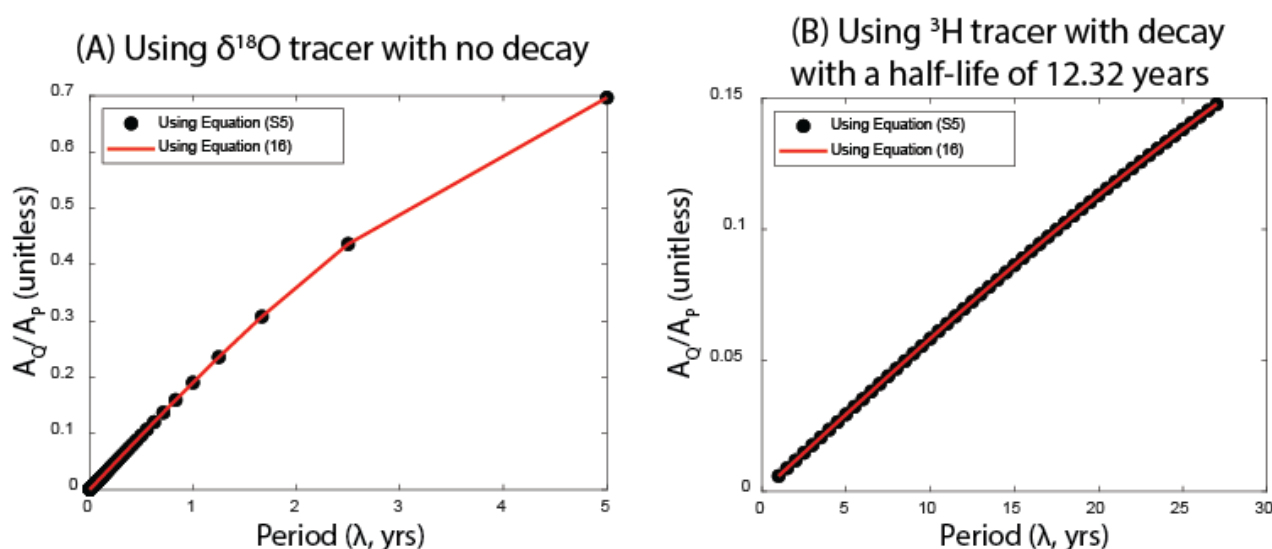 (A) Using δ¹⁸O tracer with no decay
0.7
0.6
0.5
0.4
0.3
0.2
0.1
0
Using Equation (S5)
Using Equation (16)
A_Q/A_P (unitless)
0 1 2 3 4 5
Period (λ, yrs)
(B) Using ³H tracer with decay
with a half-life of 12.32 years
0.15
0.1
0.05
0
Using Equation (S5)
Using Equation (16)
A_Q/A_P (unitless)
0 5 10 15 20 25 30
Period (λ, yrs)